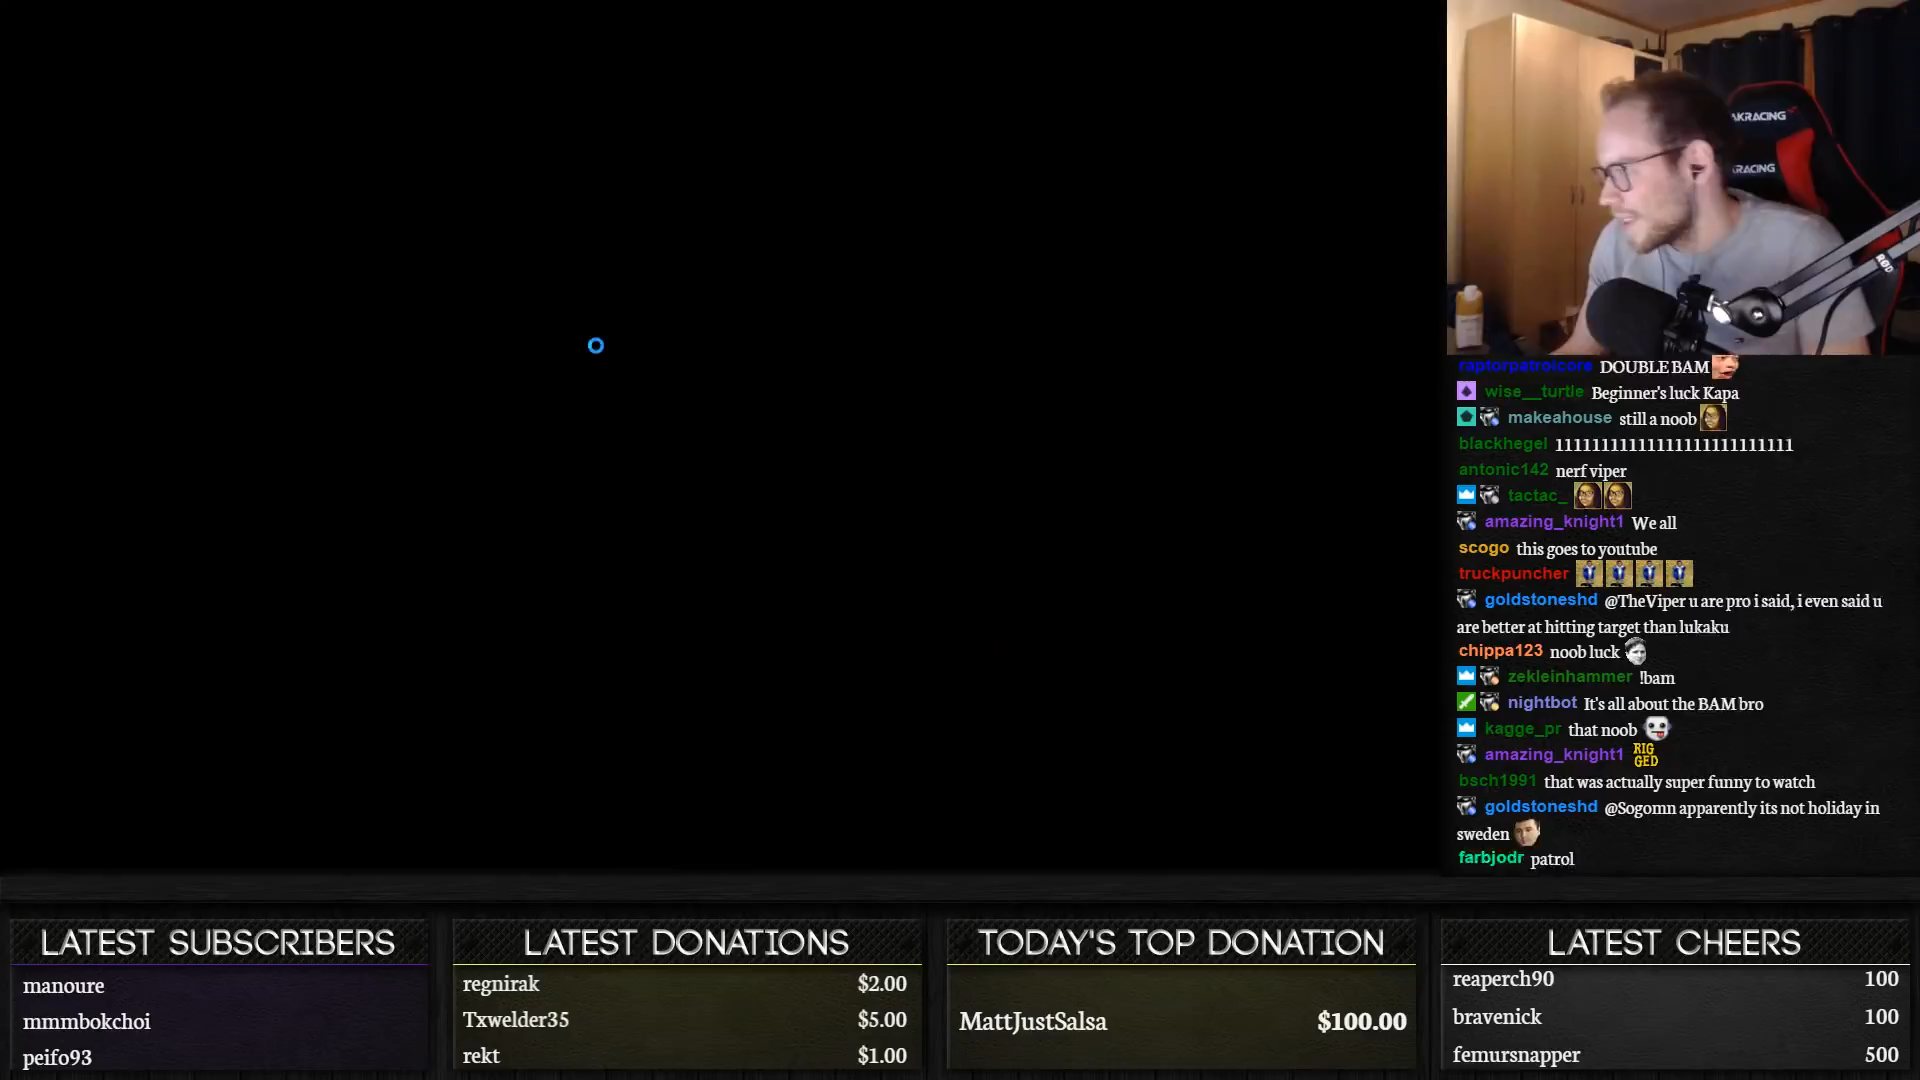 AKRACING
AKRACING
RØD
raptorpatrolcore DOUBLE BAM
wise__turtle Beginner's luck Kapa
makeahouse still a noob
blackhegel 11111111111111111111111111
antonic142 nerf viper
tactac_
amazing_knight1 We all
scogo this goes to youtube
truckpuncher
goldstoneshd @TheViper u are pro i said, i even said u
are better at hitting target than lukaku
chippa123 noob luck
zekleinhammer !bam
nightbot It's all about the BAM bro
kagge_pr that noob
amazing_knight1 RIG
GED
bsch1991 that was actually super funny to watch
goldstoneshd @Sogomn apparently its not holiday in
sweden
farbjodr patrol
LATEST SUBSCRIBERS
manoure
mmmbokchoi
peifo93
LATEST DONATIONS
regnirak $2.00
Txwelder35 $5.00
rekt $1.00
TODAY'S TOP DONATION
MattJustSalsa $100.00
LATEST CHEERS
reaperch90 100
bravenick 100
femursnapper 500